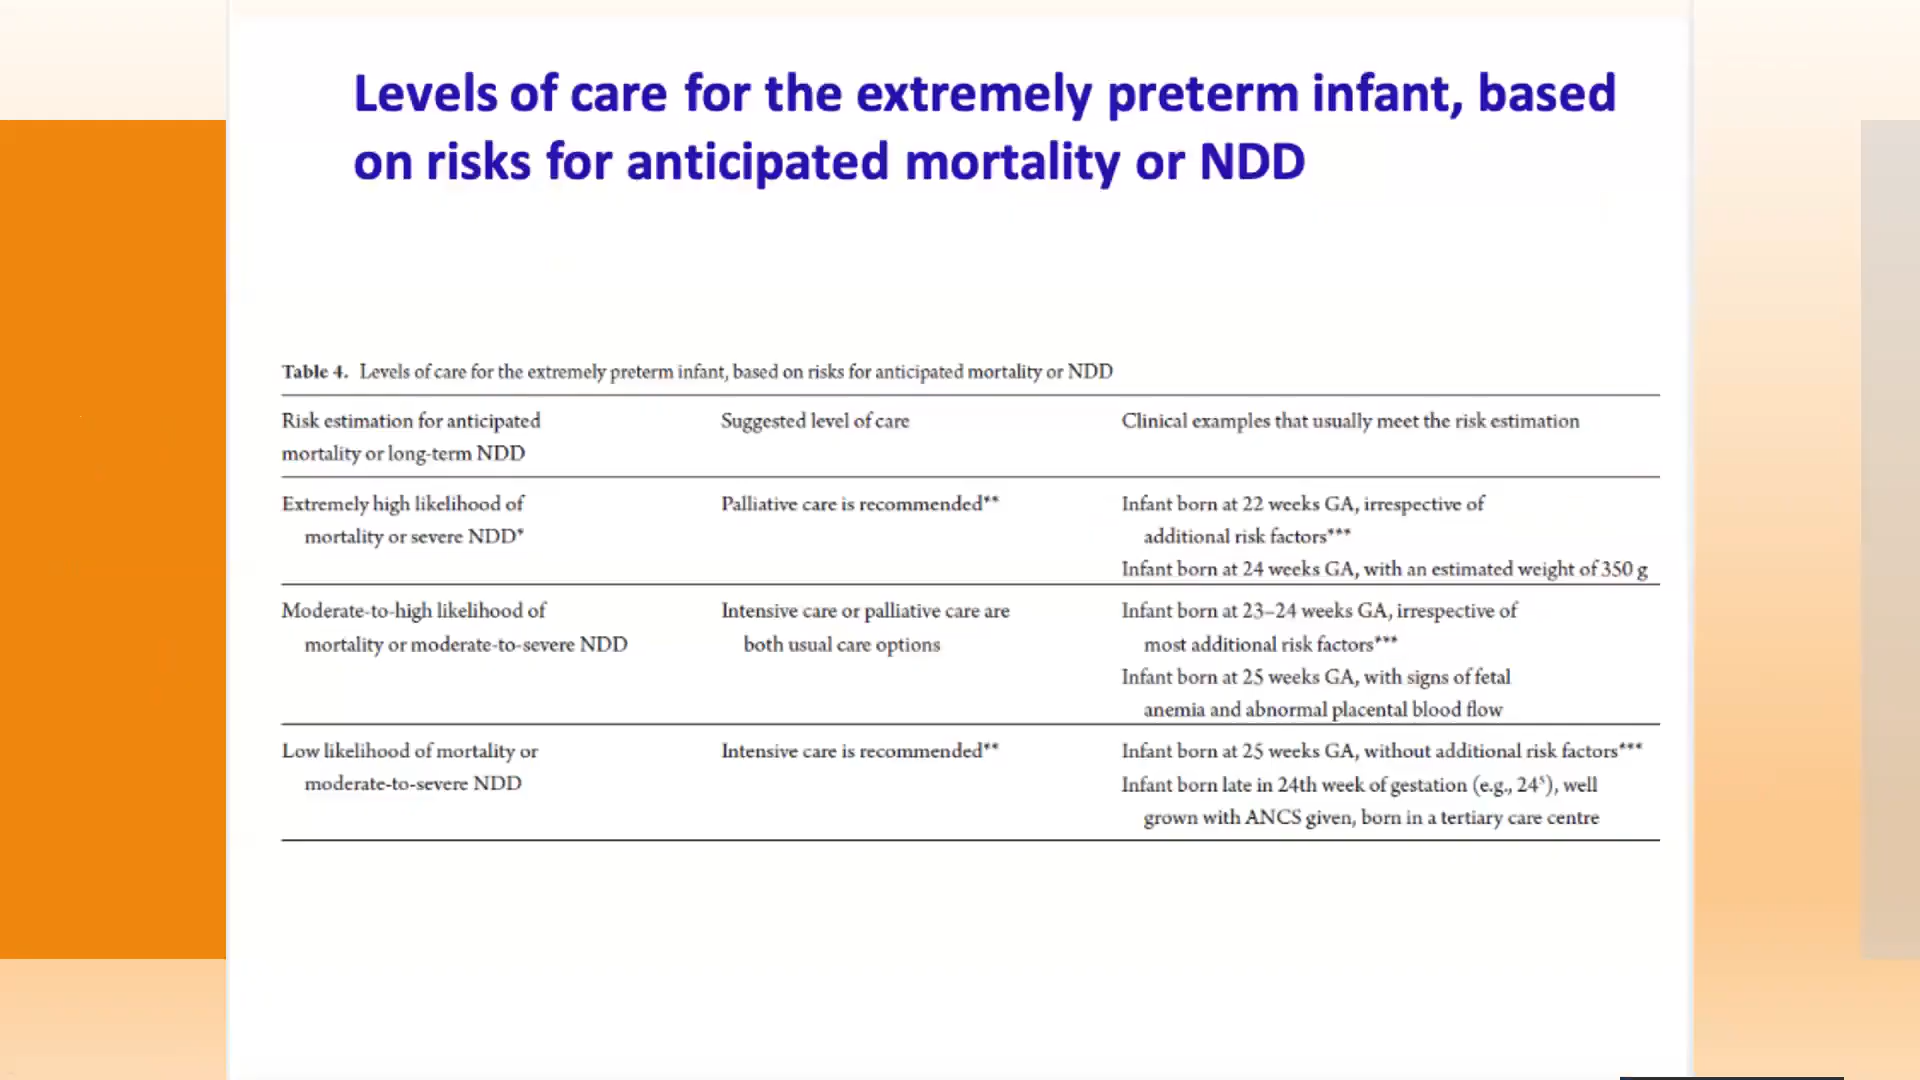 Levels of care for the extremely preterm infant, based
on risks for anticipated mortality or NDD
Table 4. Levels of care for the extremely preterm infant, based on risks for anticipated mortality or NDD
Risk estimation for anticipated
mortality or long-term NDD
Suggested level of care
Clinical examples that usually meet the risk estimation
Extremely high likelihood of
mortality or severe NDD*
Palliative care is recommended**
Infant born at 22 weeks GA, irrespective of
additional risk factors***
Infant born at 24 weeks GA, with an estimated weight of 350 g
Moderate-to-high likelihood of
mortality or moderate-to-severe NDD
Intensive care or palliative care are
both usual care options
Infant born at 23–24 weeks GA, irrespective of
most additional risk factors***
Infant born at 25 weeks GA, with signs of fetal
anemia and abnormal placental blood flow
Low likelihood of mortality or
moderate-to-severe NDD
Intensive care is recommended**
Infant born at 25 weeks GA, without additional risk factors***
Infant born late in 24th week of gestation (e.g., 24⁵), well
grown with ANCS given, born in a tertiary care centre